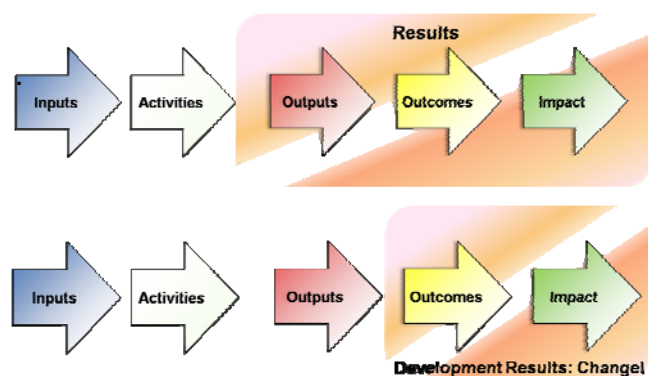 Results
Inputs Activities Outputs Outcomes Impact
Inputs Activities Outputs Outcomes Impact
Development Results: Change!